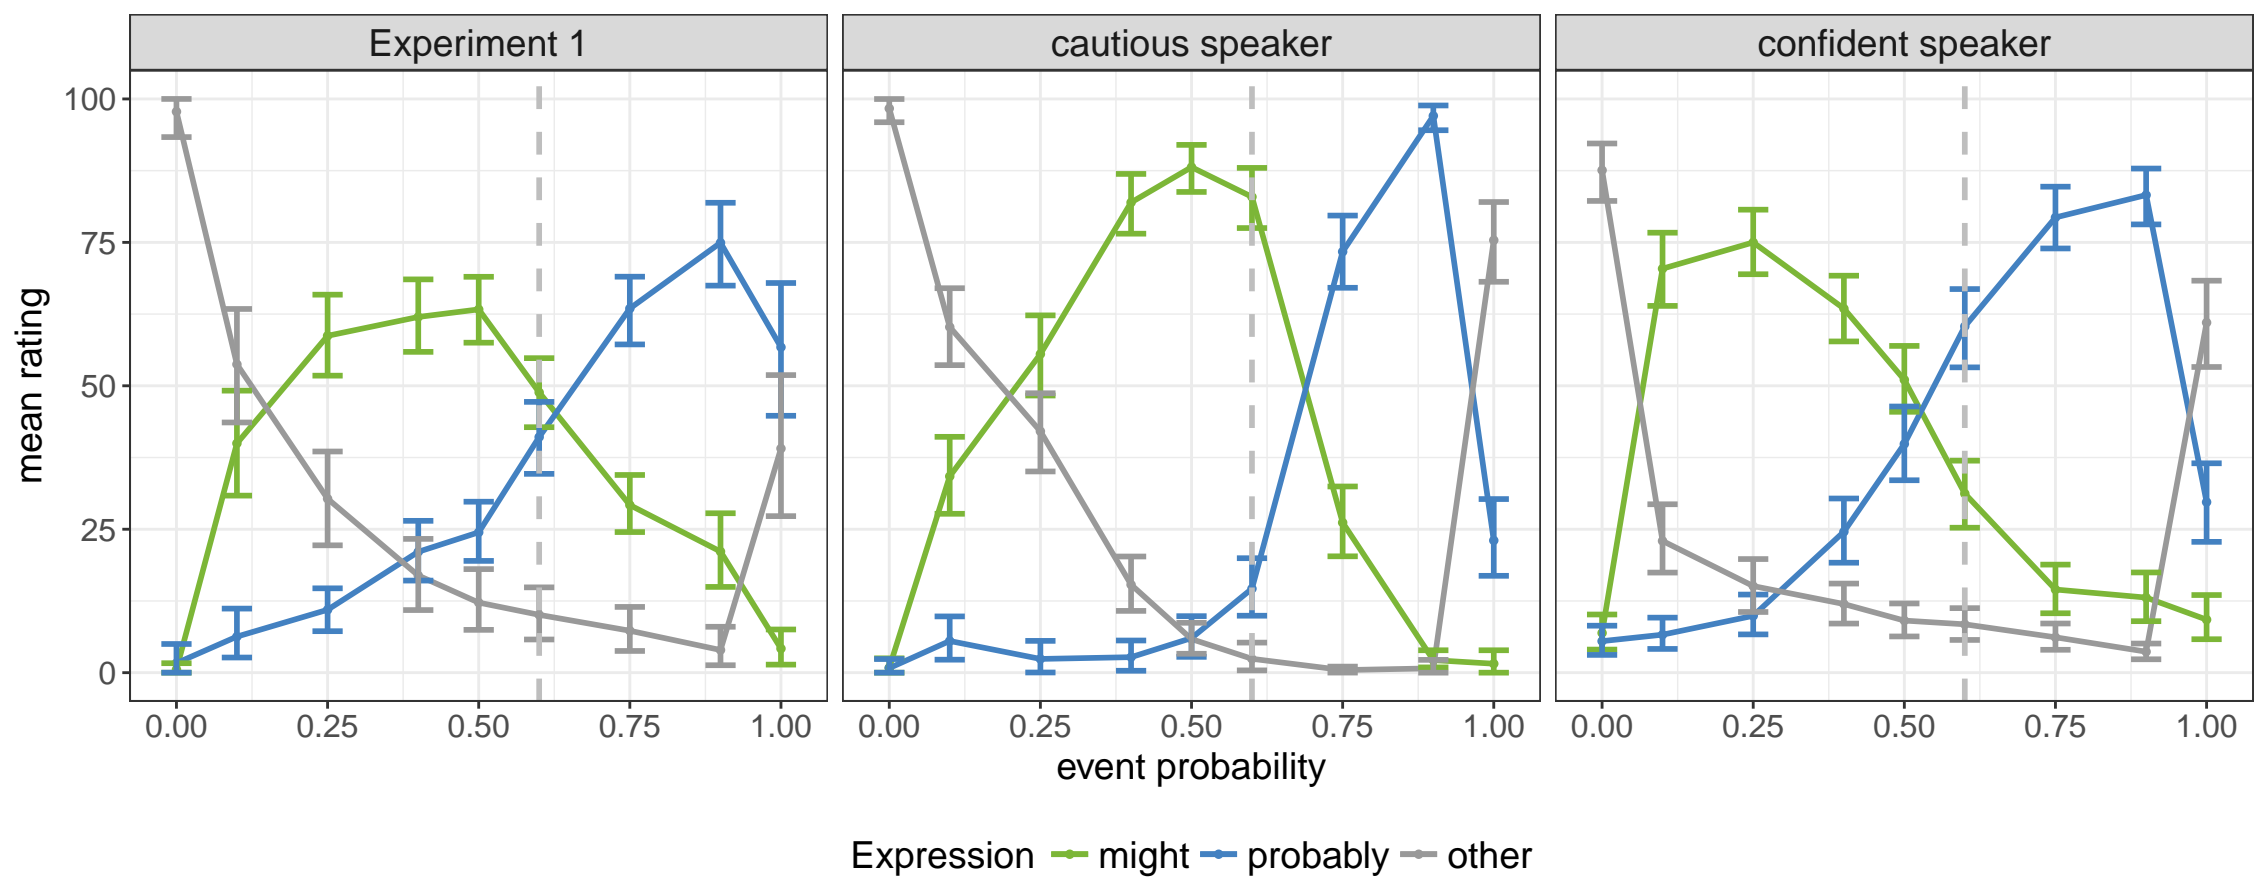 Experiment 1 cautious speaker confident speaker
100
75
50
25
0
mean rating
0.00 0.25 0.50 0.75 1.00 0.00 0.25 0.50 0.75 1.00 0.00 0.25 0.50 0.75 1.00
event probability
Expression might probably other